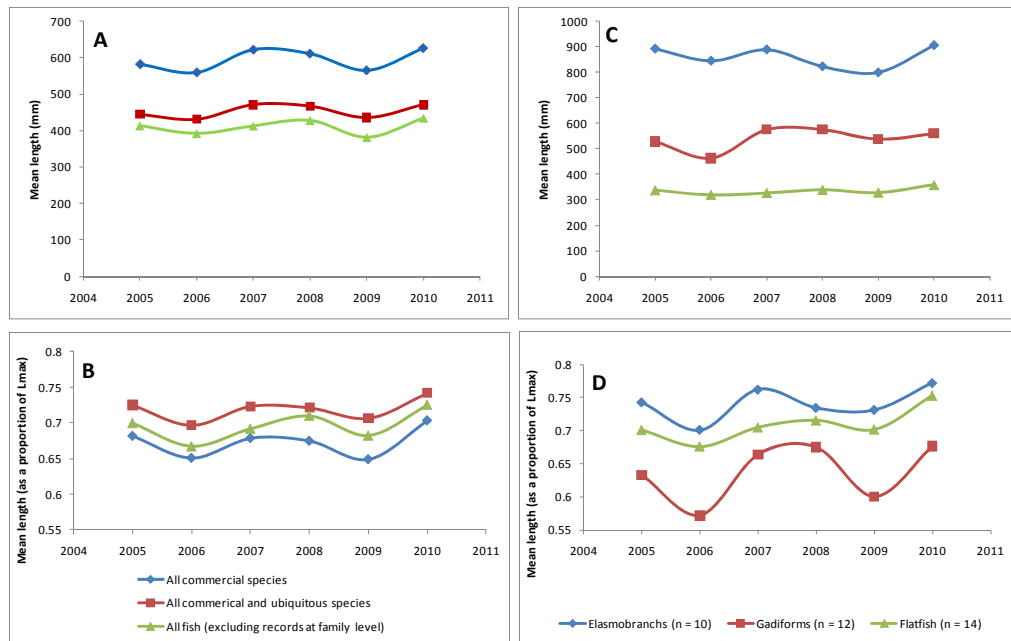 A
Mean length (mm)
700
600
500
400
300
200
100
0
2004 2005 2006 2007 2008 2009 2010 2011
C
Mean length (mm)
1000
900
800
700
600
500
400
300
200
100
0
2004 2005 2006 2007 2008 2009 2010 2011
B
Mean length (as a proportion of Lmax)
0.8
0.75
0.7
0.65
0.6
0.55
2004 2005 2006 2007 2008 2009 2010 2011
All commercial species
All commerical and ubiquitous species
All fish (excluding records at family level)
D
Mean length (as a proportion of Lmax)
0.8
0.75
0.7
0.65
0.6
0.55
2004 2005 2006 2007 2008 2009 2010 2011
Elasmobranchs (n = 10) Gadiforms (n = 12) Flatfish (n = 14)